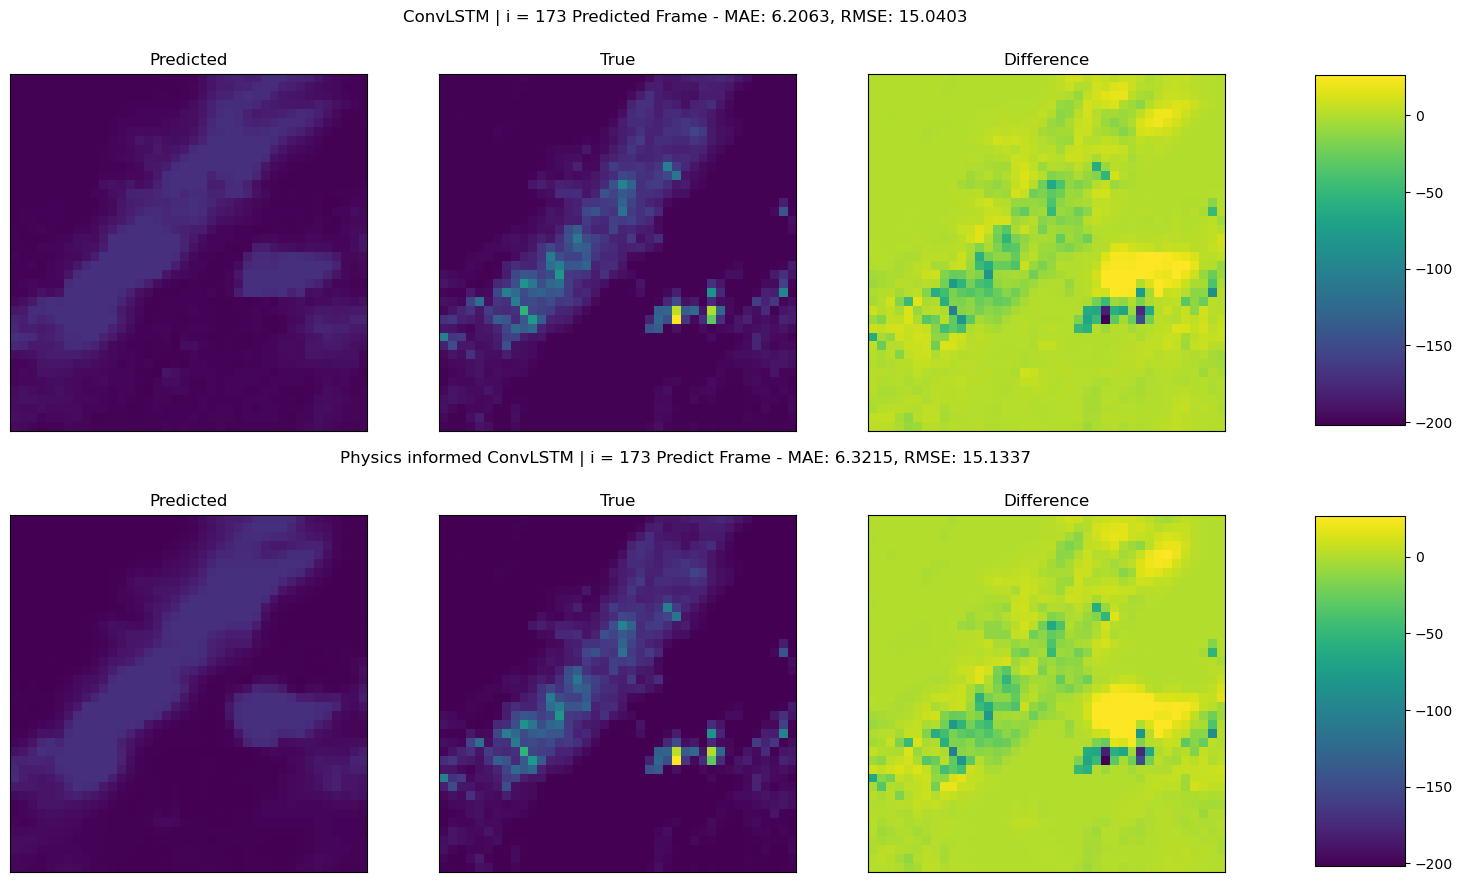 ConvLSTM | i = 173 Predicted Frame - MAE: 6.2063, RMSE: 15.0403
Predicted
True
Difference
0
−50
−100
−150
−200
Physics informed ConvLSTM | i = 173 Predict Frame - MAE: 6.3215, RMSE: 15.1337
Predicted
True
Difference
0
−50
−100
−150
−200